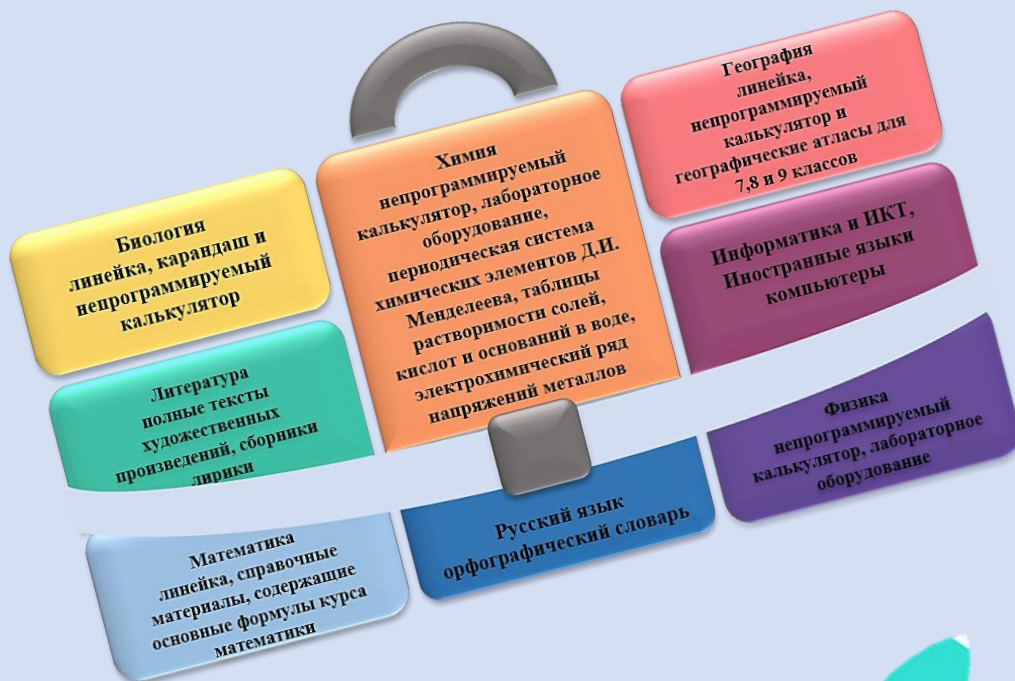 Биология
линейка, карандаш и
непрограммируемый
калькулятор
Литература
полные тексты
художественных
произведений, сборники
лирики
Математика
линейка, справочные
материалы, содержащие
основные формулы курса
математики
Химия
непрограммируемый
калькулятор, лабораторное
оборудование,
периодическая система
химических элементов Д.И.
Менделеева, таблицы
растворимости солей,
кислот и оснований в воде,
электрохимический ряд
напряжений металлов
Русский язык
орфографический словарь
География
линейка,
непрограммируемый
калькулятор и
географические атласы для
7,8 и 9 классов
Информатика и ИКТ,
Иностранные языки
компьютеры
Физика
непрограммируемый
калькулятор, лабораторное
оборудование